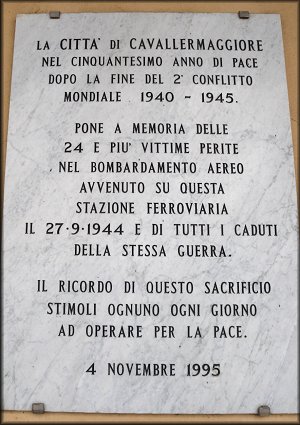 LA CITTA' DI CAVALLERMAGGIORE
NEL CINQUANTESIMO ANNO DI PACE
DOPO LA FINE DEL 2° CONFLITTO
MONDIALE 1940 - 1945.
PONE A MEMORIA DELLE
24 E PIU' VITTIME PERITE
NEL BOMBARDAMENTO AEREO
AVVENUTO SU QUESTA
STAZIONE FERROVIARIA
IL 27·9·1944 E DI TUTTI I CADUTI
DELLA STESSA GUERRA.
IL RICORDO DI QUESTO SACRIFICIO
STIMOLI OGNUNO OGNI GIORNO
AD OPERARE PER LA PACE.
4 NOVEMBRE 1995